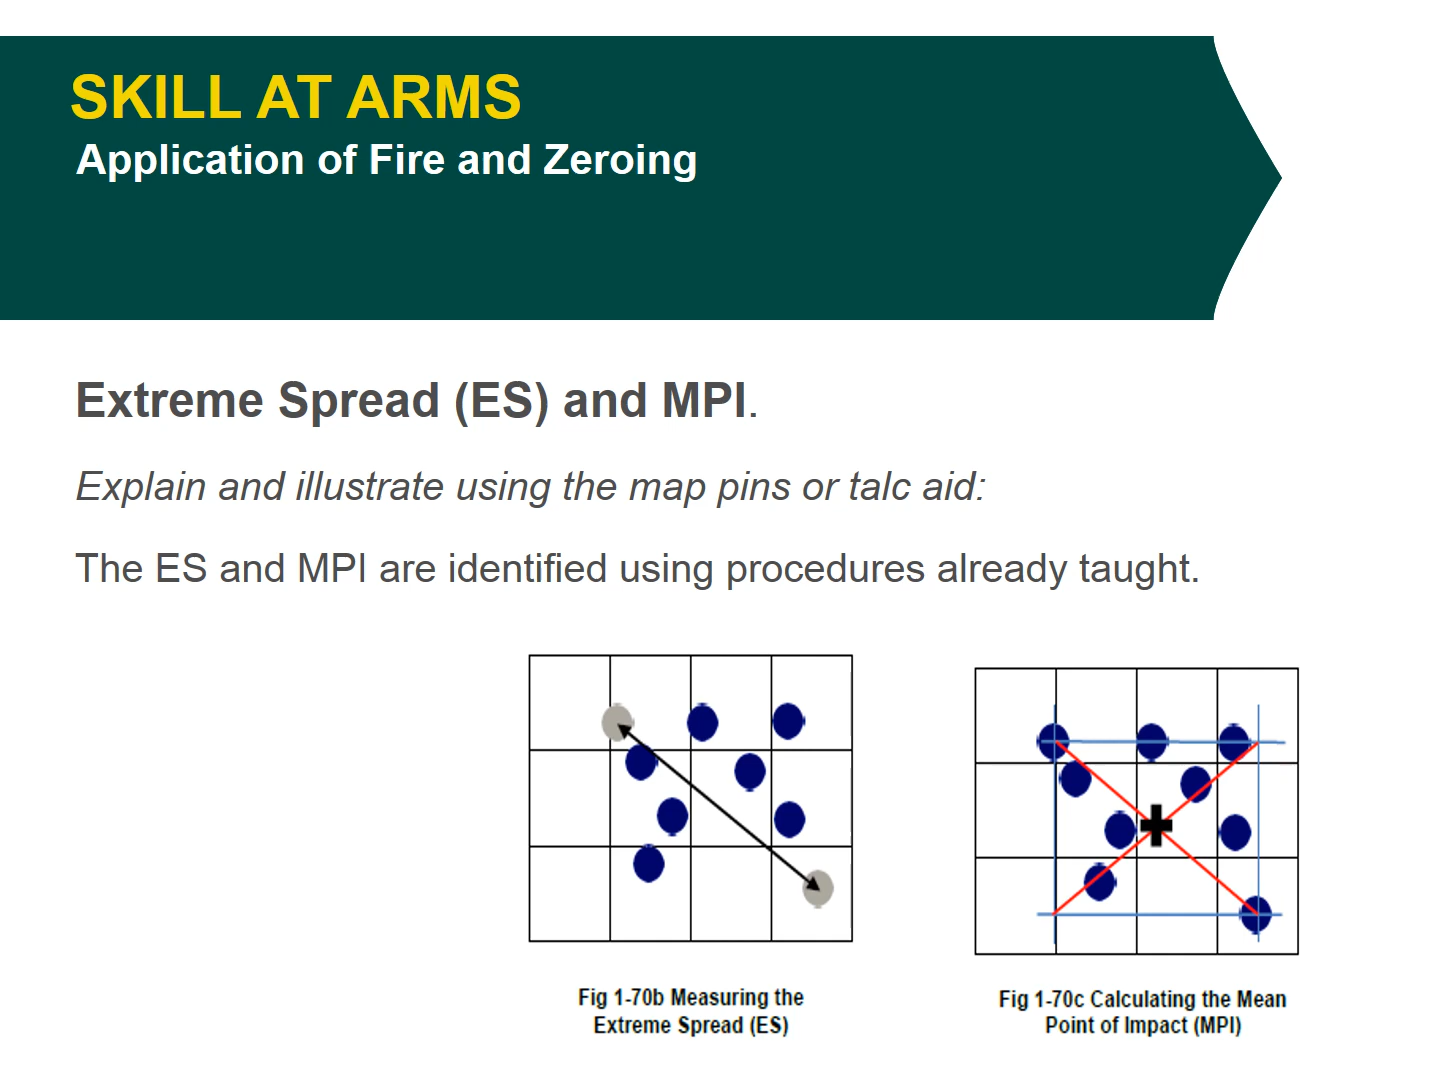 SKILL AT ARMS
Application of Fire and Zeroing
Extreme Spread (ES) and MPI.
Explain and illustrate using the map pins or talc aid:
The ES and MPI are identified using procedures already taught.
Fig 1-70b Measuring the
Extreme Spread (ES)
Fig 1-70c Calculating the Mean
Point of Impact (MPI)